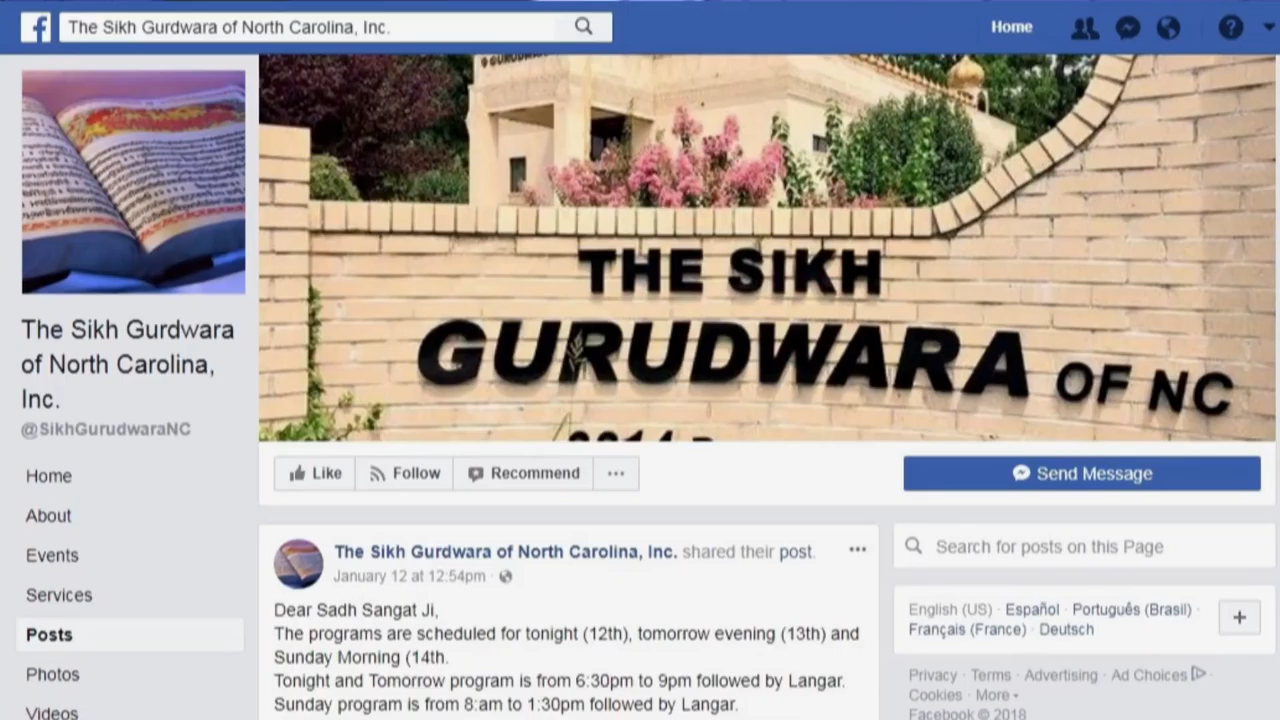 The Sikh Gurdwara of North Carolina, Inc.
Home
The Sikh Gurdwara
of North Carolina,
Inc.
@SikhGurudwaraNC
Home
About
Events
Services
Posts
Photos
Videos
THE SIKH
GURUDWARA OF NC
Like
Follow
Recommend
Send Message
The Sikh Gurdwara of North Carolina, Inc. shared their post.
January 12 at 12:54pm
Dear Sadh Sangat Ji,
The programs are scheduled for tonight (12th), tomorrow evening (13th) and
Sunday Morning (14th.
Tonight and Tomorrow program is from 6:30pm to 9pm followed by Langar.
Sunday program is from 8:am to 1:30pm followed by Langar.
Search for posts on this Page
English (US) · Español · Português (Brasil) ·
Français (France) · Deutsch
Privacy · Terms · Advertising · Ad Choices ·
Cookies · More
Facebook © 2018